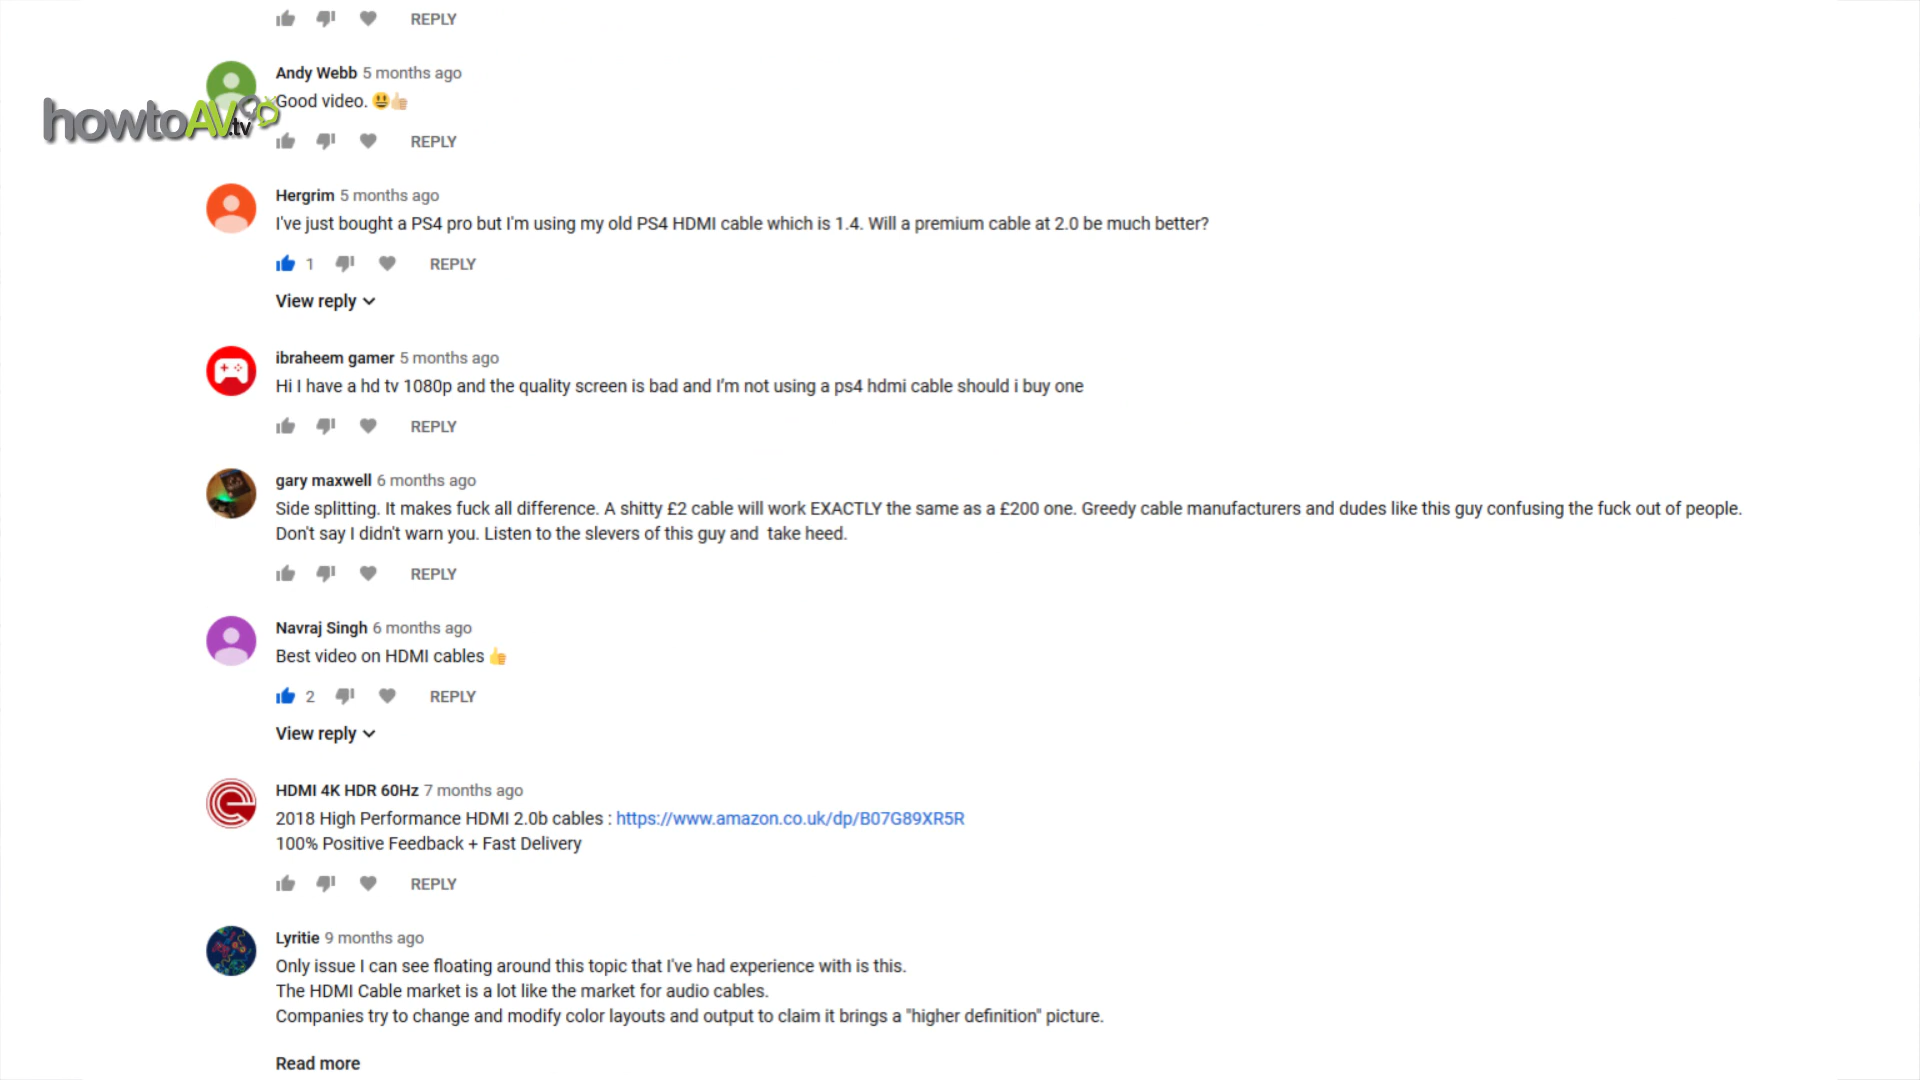 REPLY
Andy Webb 5 months ago
Good video. 😃👍
howtoAV.tv
REPLY
Hergrim 5 months ago
I've just bought a PS4 pro but I'm using my old PS4 HDMI cable which is 1.4. Will a premium cable at 2.0 be much better?
1 REPLY
View reply
ibraheem gamer 5 months ago
Hi I have a hd tv 1080p and the quality screen is bad and I'm not using a ps4 hdmi cable should i buy one
REPLY
gary maxwell 6 months ago
Side splitting. It makes fuck all difference. A shitty £2 cable will work EXACTLY the same as a £200 one. Greedy cable manufacturers and dudes like this guy confusing the fuck out of people.
Don't say I didn't warn you. Listen to the slevers of this guy and  take heed.
REPLY
Navraj Singh 6 months ago
Best video on HDMI cables 👍
2 REPLY
View reply
HDMI 4K HDR 60Hz 7 months ago
2018 High Performance HDMI 2.0b cables : https://www.amazon.co.uk/dp/B07G89XR5R
100% Positive Feedback + Fast Delivery
REPLY
Lyritie 9 months ago
Only issue I can see floating around this topic that I've had experience with is this.
The HDMI Cable market is a lot like the market for audio cables.
Companies try to change and modify color layouts and output to claim it brings a "higher definition" picture.
Read more